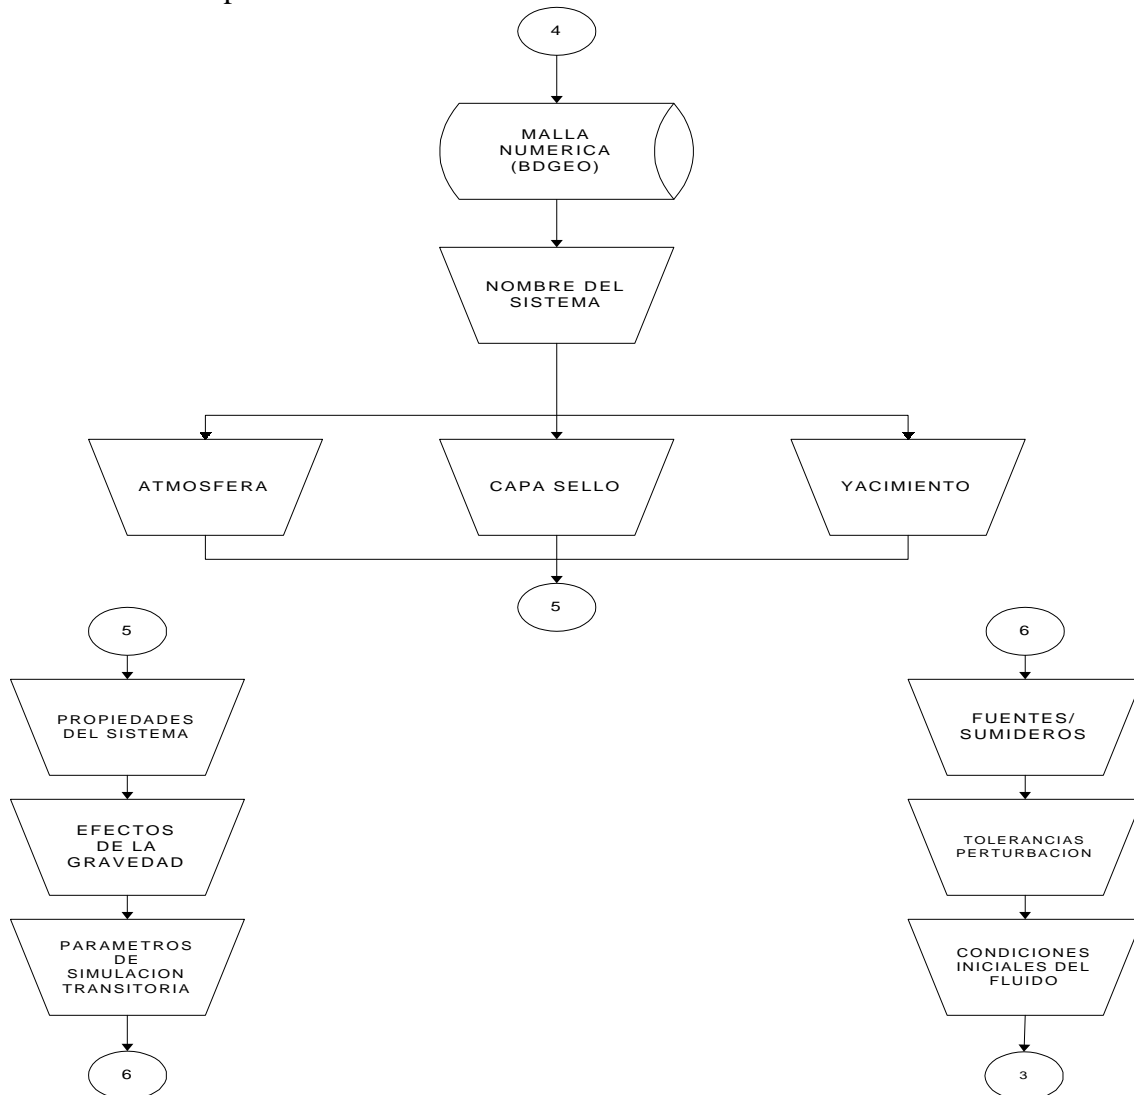 4
MALLA
NUMERICA
(BDGEO)
NOMBRE DEL
SISTEMA
ATMOSFERA
CAPA SELLO
YACIMIENTO
5
5
PROPIEDADES
DEL SISTEMA
EFECTOS
DE LA
GRAVEDAD
PARAMETROS
DE
SIMULACION
TRANSITORIA
6
6
FUENTES/
SUMIDEROS
TOLERANCIAS
PERTURBACION
CONDICIONES
INICIALES DEL
FLUIDO
3